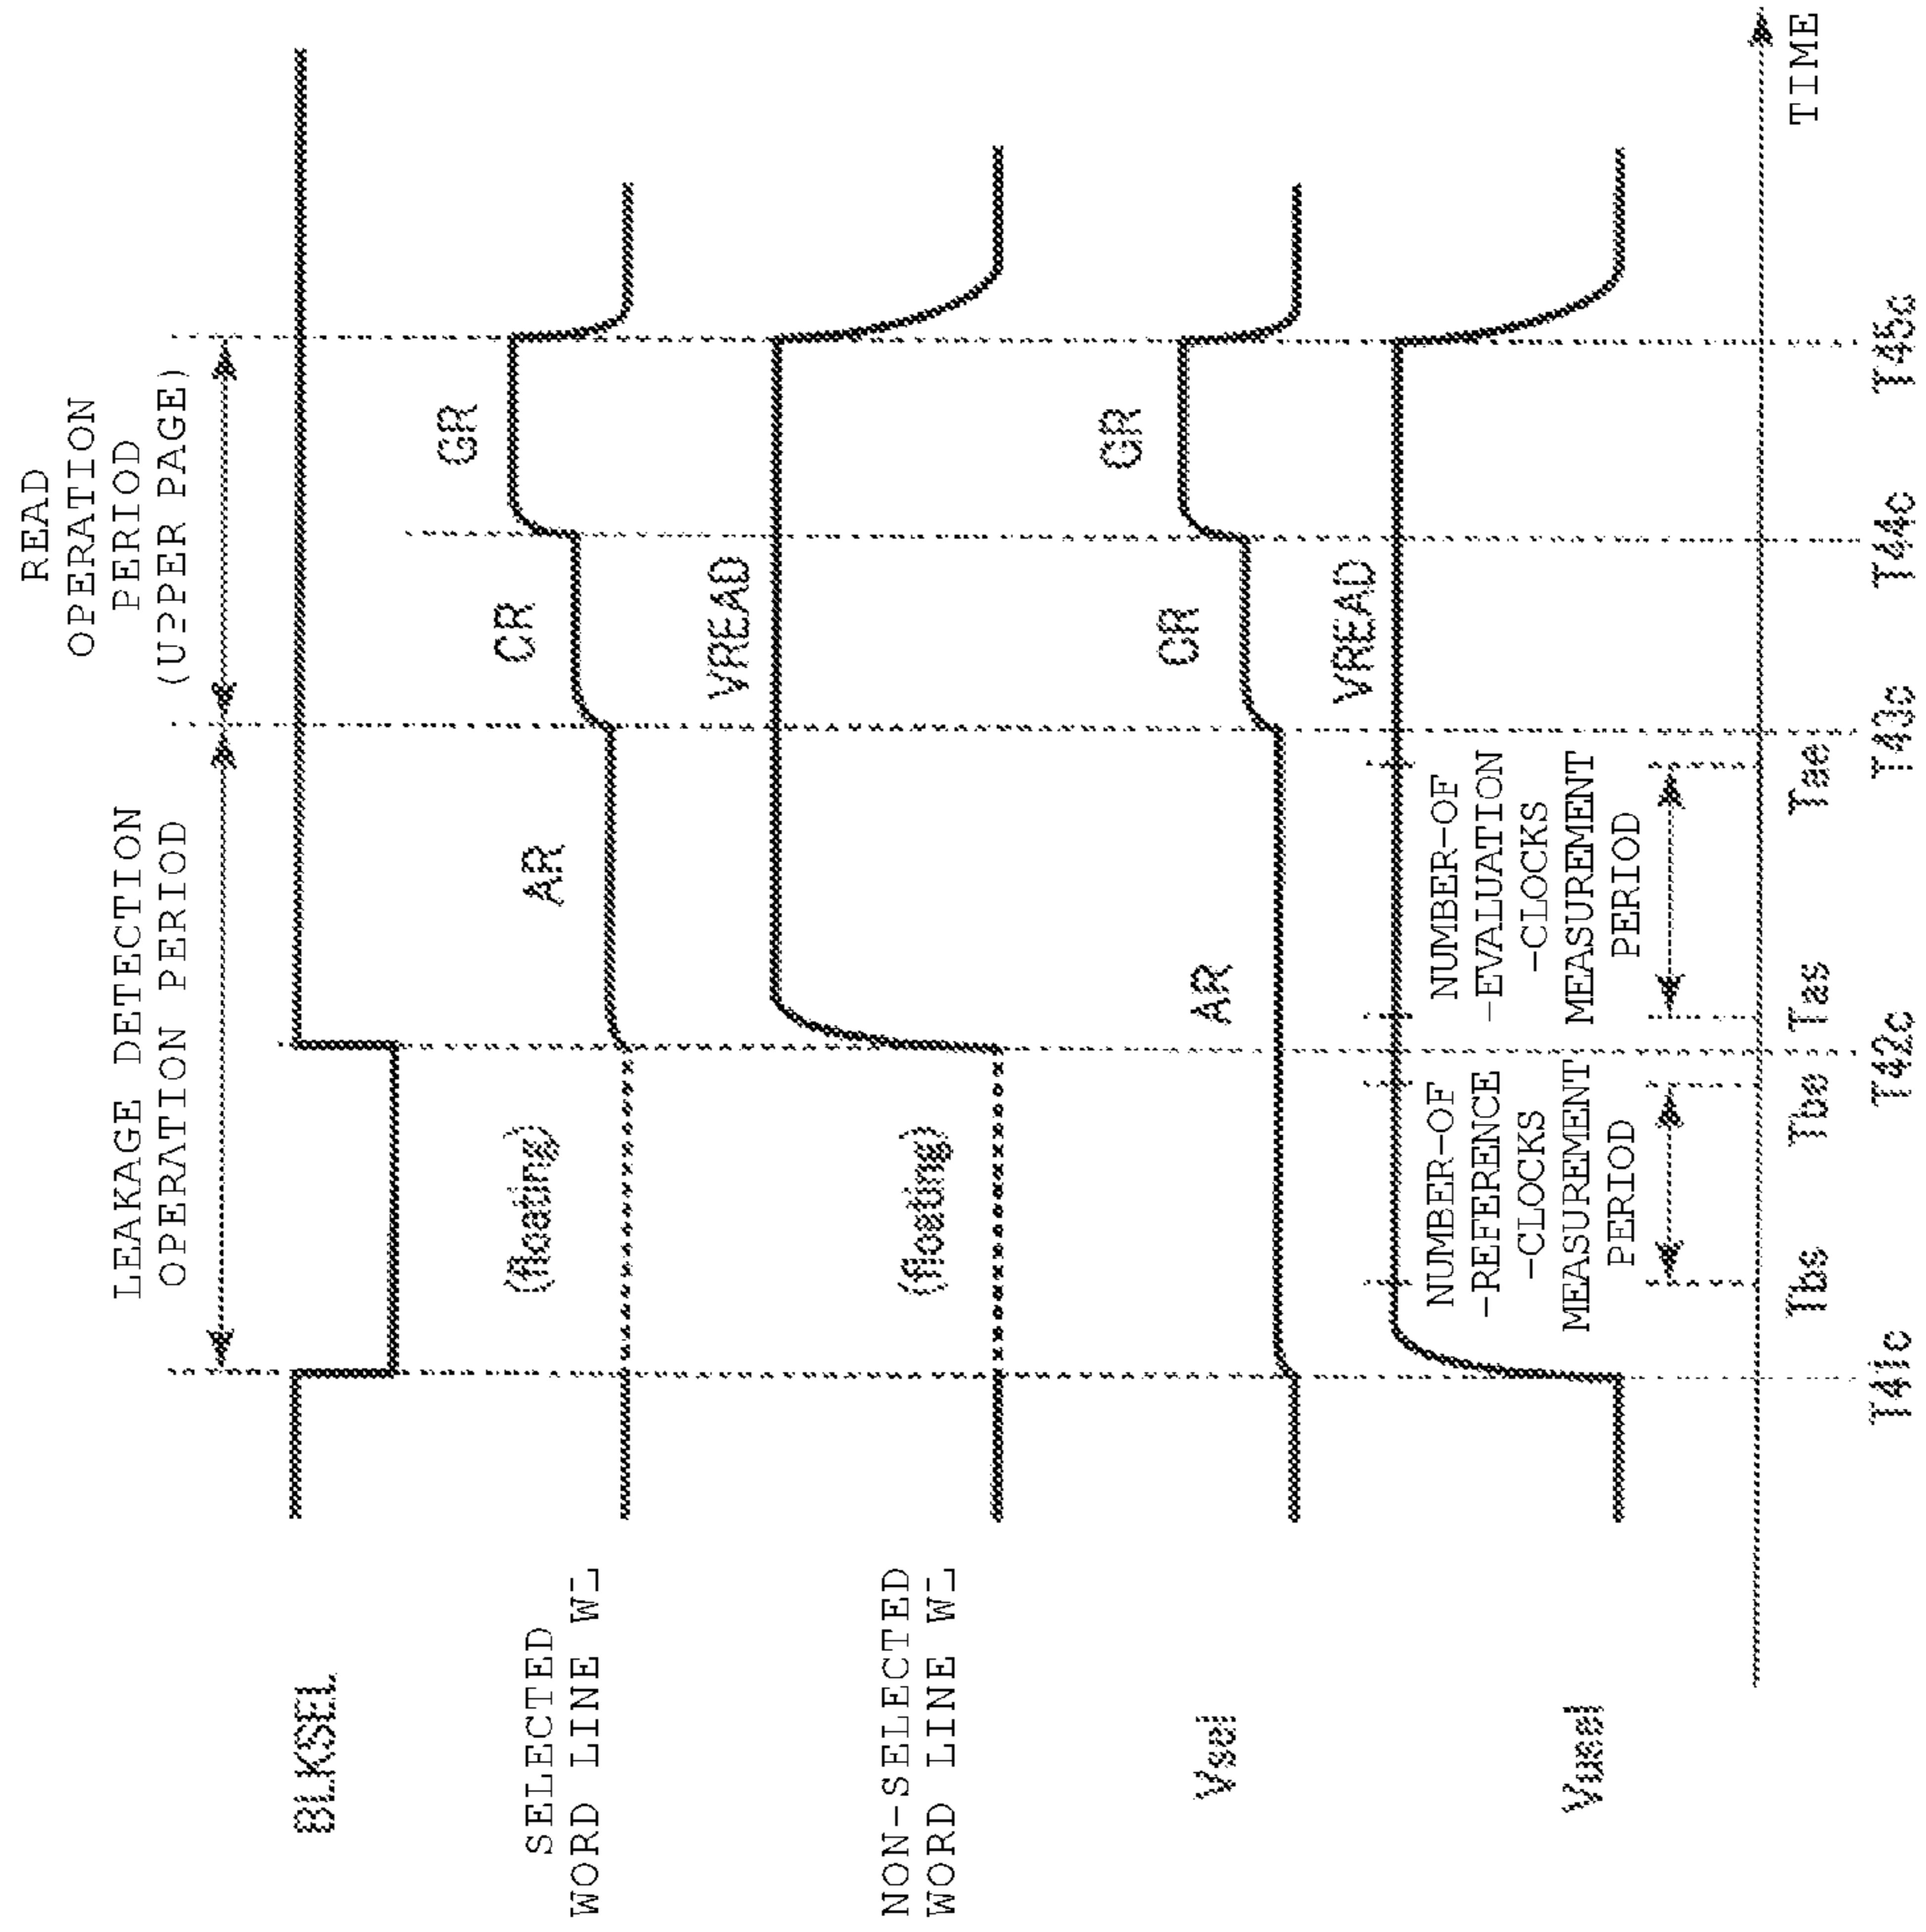 READ
OPERATION
PERIOD
(UPPER PAGE)
LEAKAGE DETECTION
OPERATION PERIOD
BLKSEL
SELECTED
WORD LINE WL
(floating)
AR
CR
GR
NON-SELECTED
WORD LINE WL
(floating)
VREAD
Vsel
AR
CR
GR
Vusel
VREAD
NUMBER-OF
-REFERENCE
-CLOCKS
MEASUREMENT
PERIOD
NUMBER-OF
-EVALUATION
-CLOCKS
MEASUREMENT
PERIOD
TIME
Tbs
Tbe
Tas
Tae
T41c
T42c
T43c
T44c
T45c